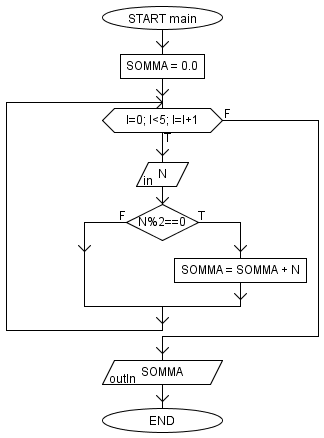 START main
SOMMA = 0.0
I=0; I<5; I=I+1
F
T
N
in
F
N%2==0
T
SOMMA = SOMMA + N
SOMMA
outln
END